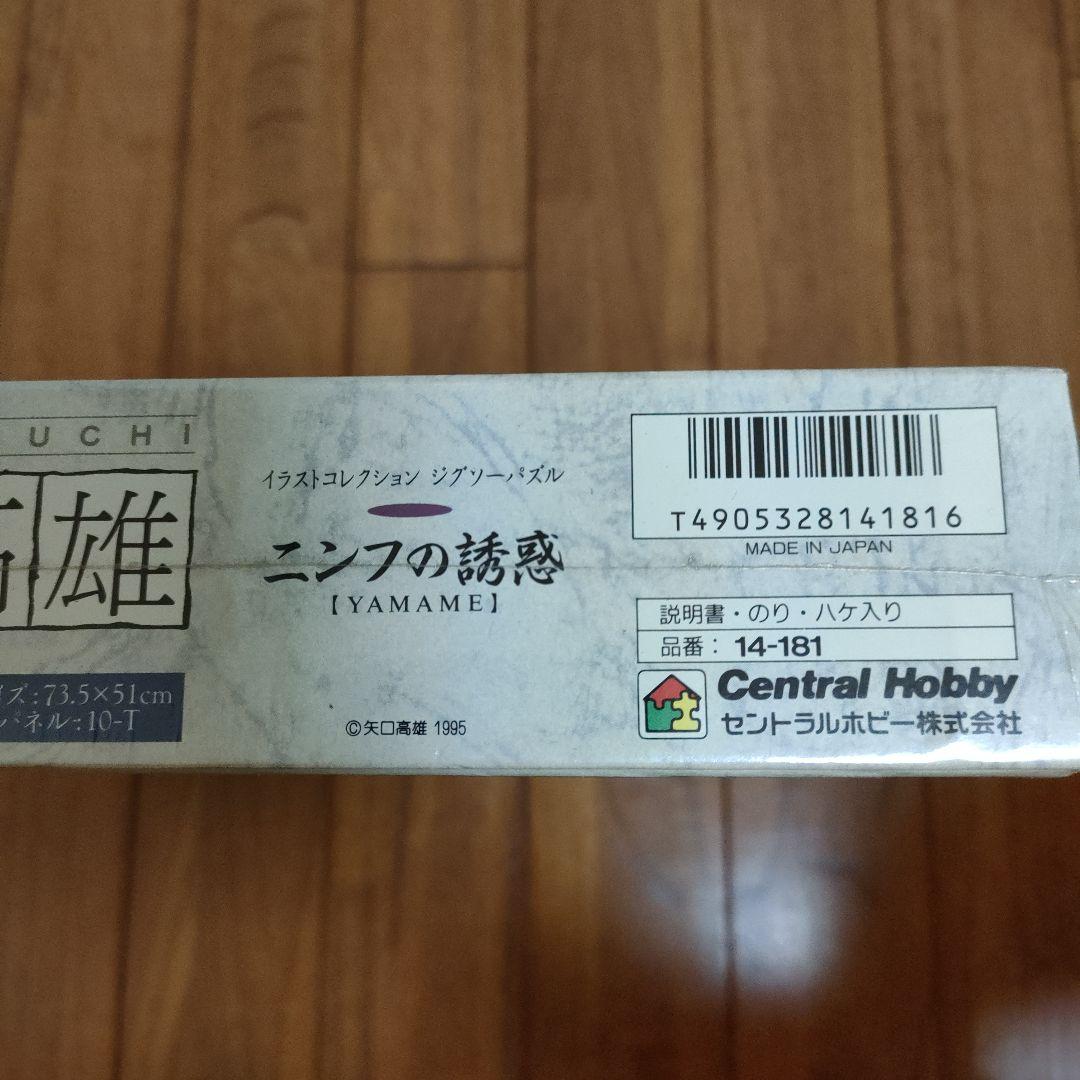 UCHI
高雄
イズ:73.5×51cm
パネル:10-T
イラストコレクション ジグソーパズル
ニンフの誘惑
【YAMAME】
©矢口高雄 1995
T4905328141816
MADE IN JAPAN
説明書・のり・ハケ入り
品番: 14-181
Central Hobby
セントラルホビー株式会社